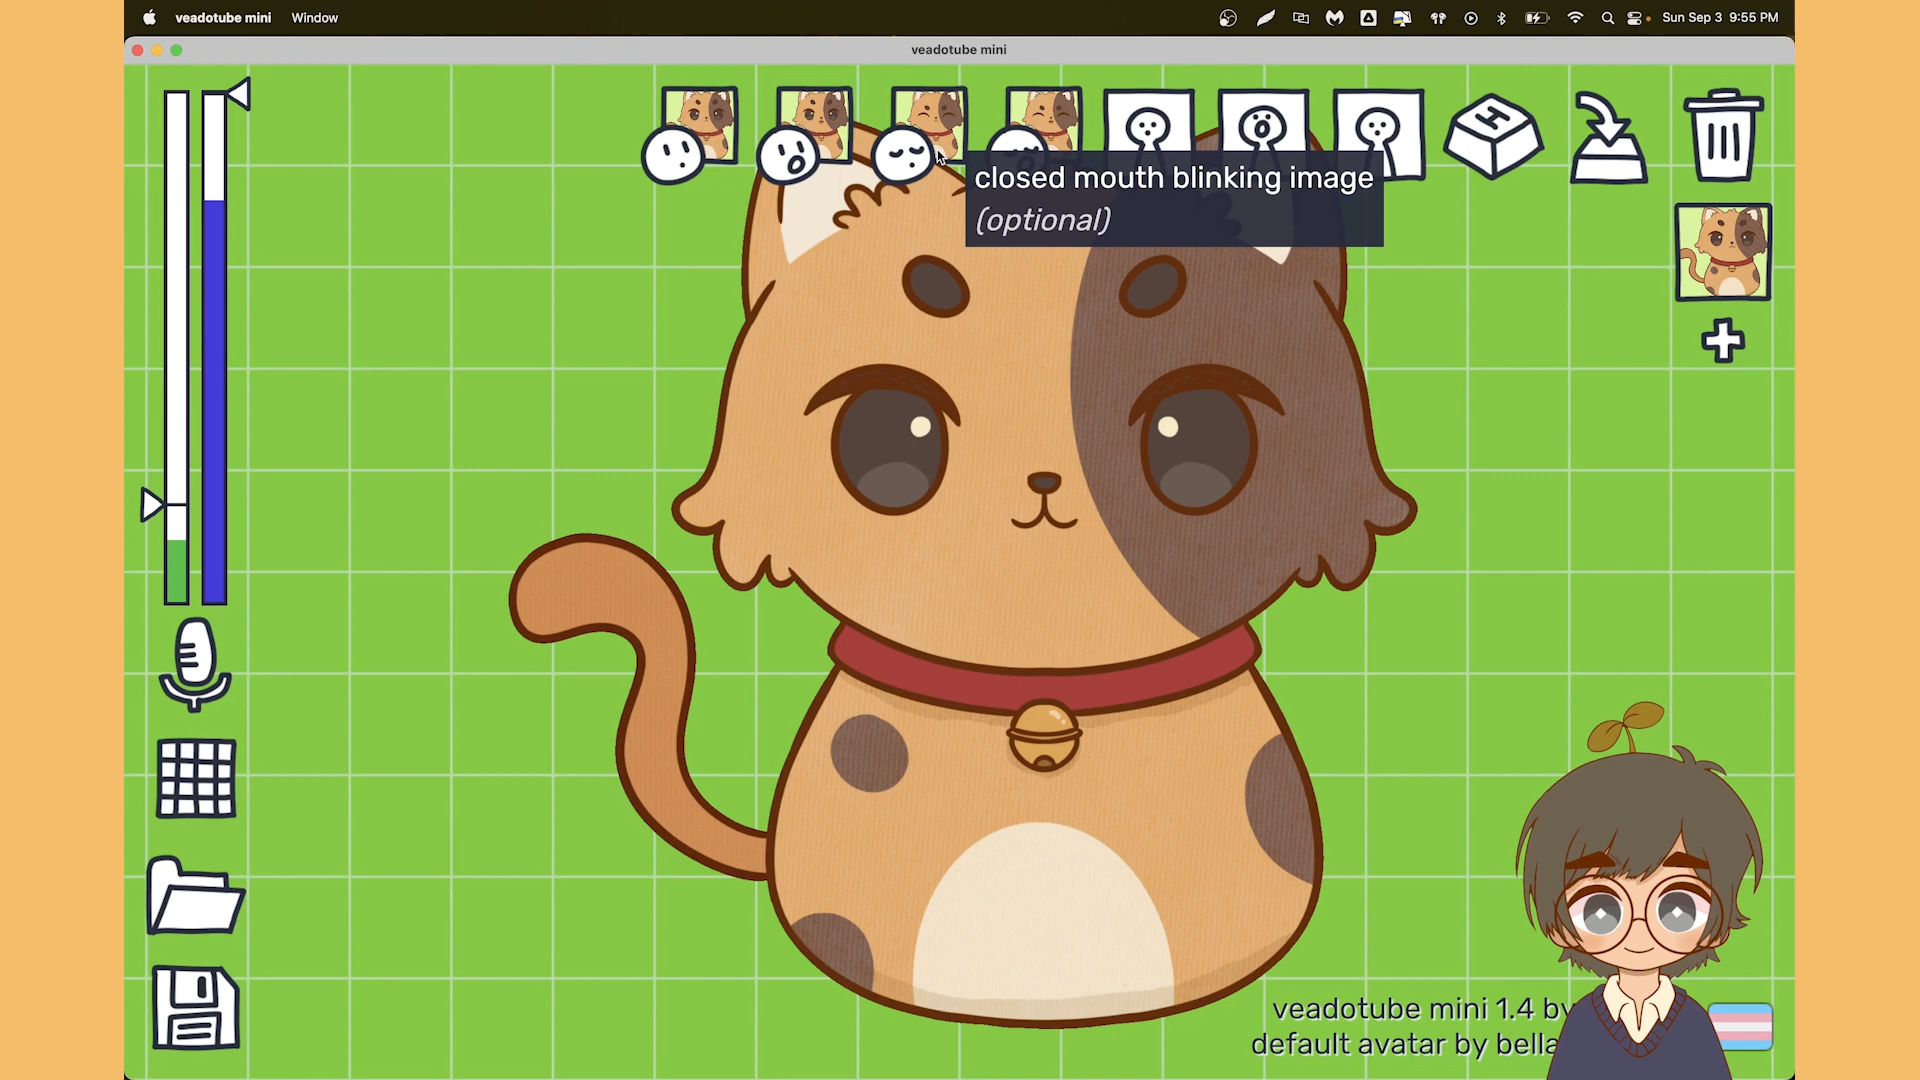 veadotube mini Window Sun Sep 3 9:55 PM
veadotube mini
H
closed mouth blinking image
(optional)
veadotube mini 1.4 by
default avatar by bella